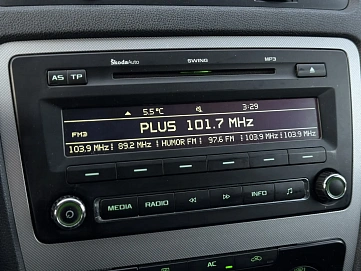 ŠkodaAuto SWING MP3
AS TP
5.5°C 3:29
FM3 PLUS 101.7 MHz
103.9 MHz 89.2 MHz HUMOR FM 97.6 FM 103.9 MHz 103.9 MHz
MEDIA RADIO INFO
AC